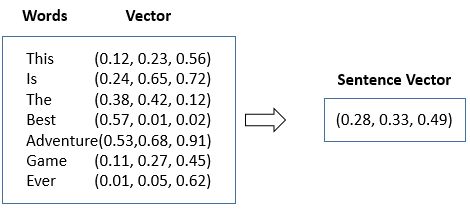 Words Vector
This (0.12, 0.23, 0.56)
Is (0.24, 0.65, 0.72)
The (0.38, 0.42, 0.12)
Best (0.57, 0.01, 0.02)
Adventure(0.53,0.68, 0.91)
Game (0.11, 0.27, 0.45)
Ever (0.01, 0.05, 0.62)
Sentence Vector
(0.28, 0.33, 0.49)